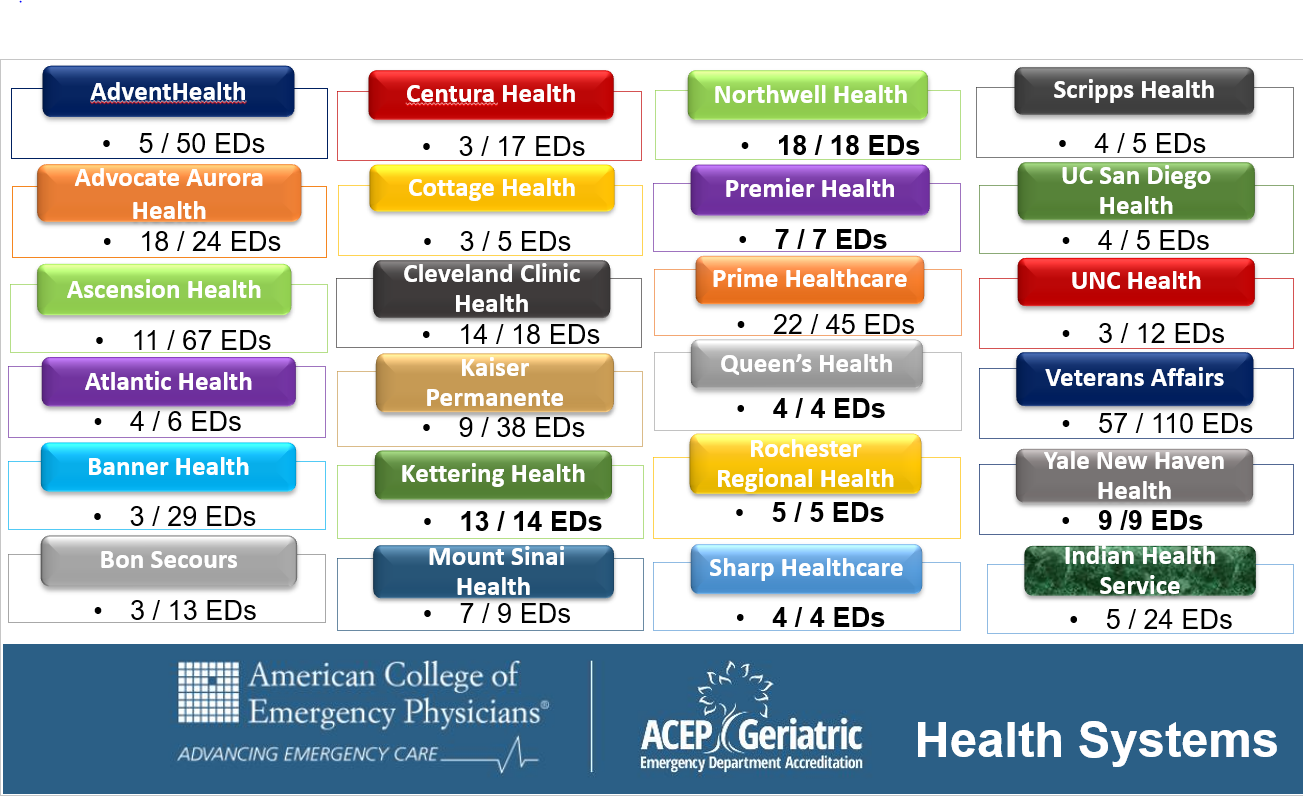 AdventHealth
• 5 / 50 EDs
Advocate Aurora
Health
• 18 / 24 EDs
Ascension Health
• 11 / 67 EDs
Atlantic Health
• 4 / 6 EDs
Banner Health
• 3 / 29 EDs
Bon Secours
• 3 / 13 EDs
Centura Health
• 3 / 17 EDs
Cottage Health
• 3 / 5 EDs
Cleveland Clinic
Health
• 14 / 18 EDs
Kaiser
Permanente
• 9 / 38 EDs
Kettering Health
• 13 / 14 EDs
Mount Sinai
Health
• 7 / 9 EDs
Northwell Health
• 18 / 18 EDs
Premier Health
• 7 / 7 EDs
Prime Healthcare
• 22 / 45 EDs
Queen’s Health
• 4 / 4 EDs
Rochester
Regional Health
• 5 / 5 EDs
Sharp Healthcare
• 4 / 4 EDs
Scripps Health
• 4 / 5 EDs
UC San Diego
Health
• 4 / 5 EDs
UNC Health
• 3 / 12 EDs
Veterans Affairs
• 57 / 110 EDs
Yale New Haven
Health
• 9 /9 EDs
Indian Health
Service
• 5 / 24 EDs
American College of
Emergency Physicians®
ADVANCING EMERGENCY CARE
ACEP Geriatric
Emergency Department Accreditation
Health Systems